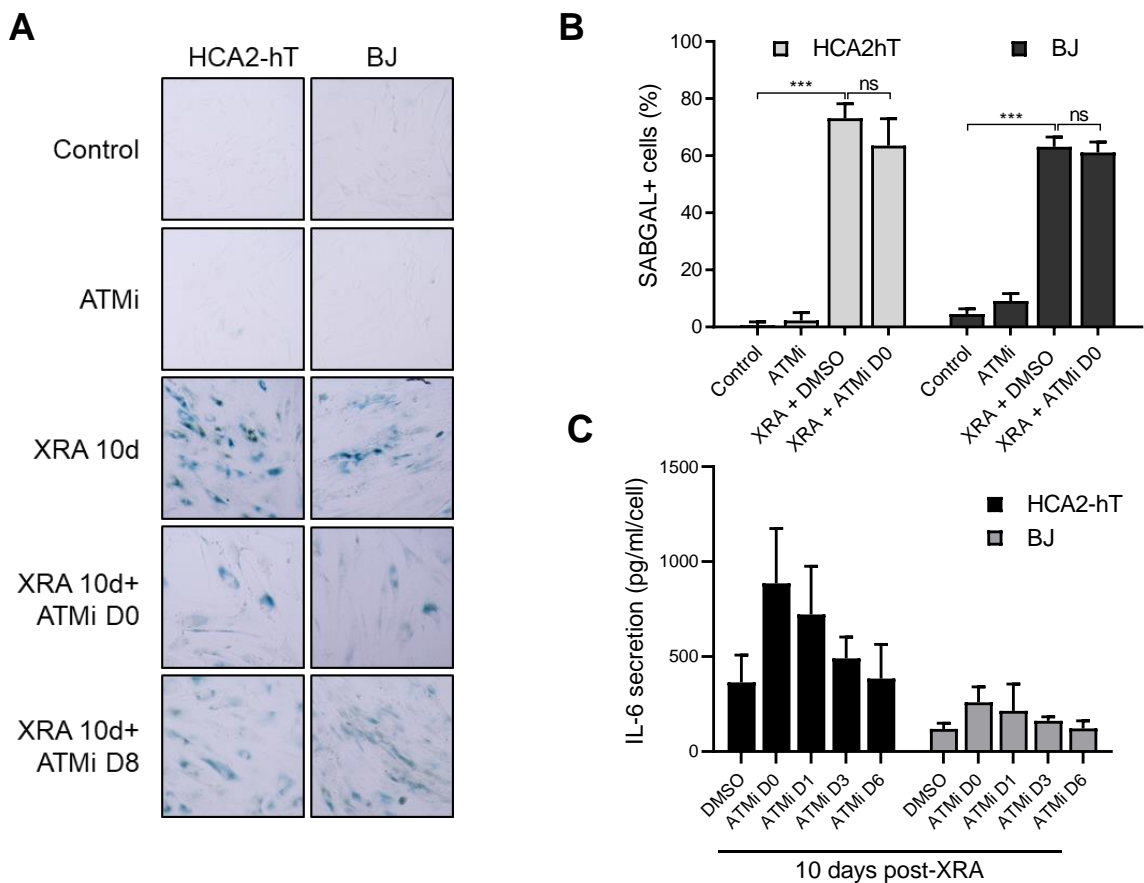 A
HCA2-hT BJ
Control
ATMi
XRA 10d
XRA 10d+
ATMi D0
XRA 10d+
ATMi D8
B
HCA2hT BJ
SABGAL+ cells (%)
100
80
60
40
20
0
*** ns
*** ns
Control ATMi XRA + DMSO XRA + ATMi D0 Control ATMi XRA + DMSO XRA + ATMi D0
C
HCA2-hT
BJ
IL-6 secretion (pg/ml/cell)
1500
1000
500
0
DMSO ATMi D0 ATMi D1 ATMi D3 ATMi D6 DMSO ATMi D0 ATMi D1 ATMi D3 ATMi D6
10 days post-XRA